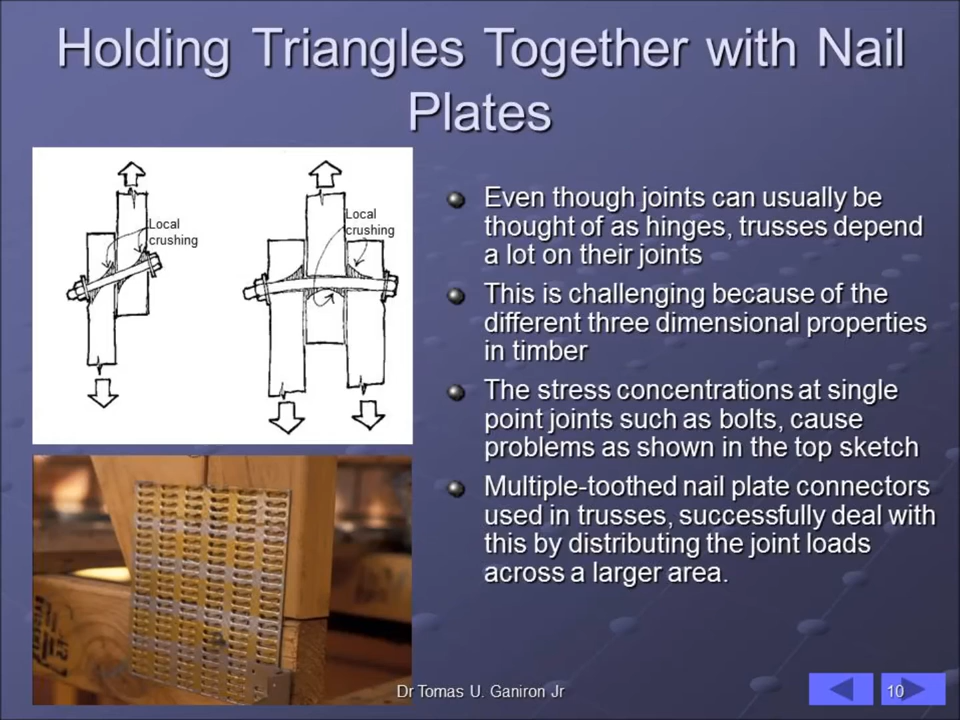 Holding Triangles Together with Nail
Plates
Local
crushing
Local
crushing
Even though joints can usually be
thought of as hinges, trusses depend
a lot on their joints
This is challenging because of the
different three dimensional properties
in timber
The stress concentrations at single
point joints such as bolts, cause
problems as shown in the top sketch
Multiple-toothed nail plate connectors
used in trusses, successfully deal with
this by distributing the joint loads
across a larger area.
Dr Tomas U. Ganiron Jr
10